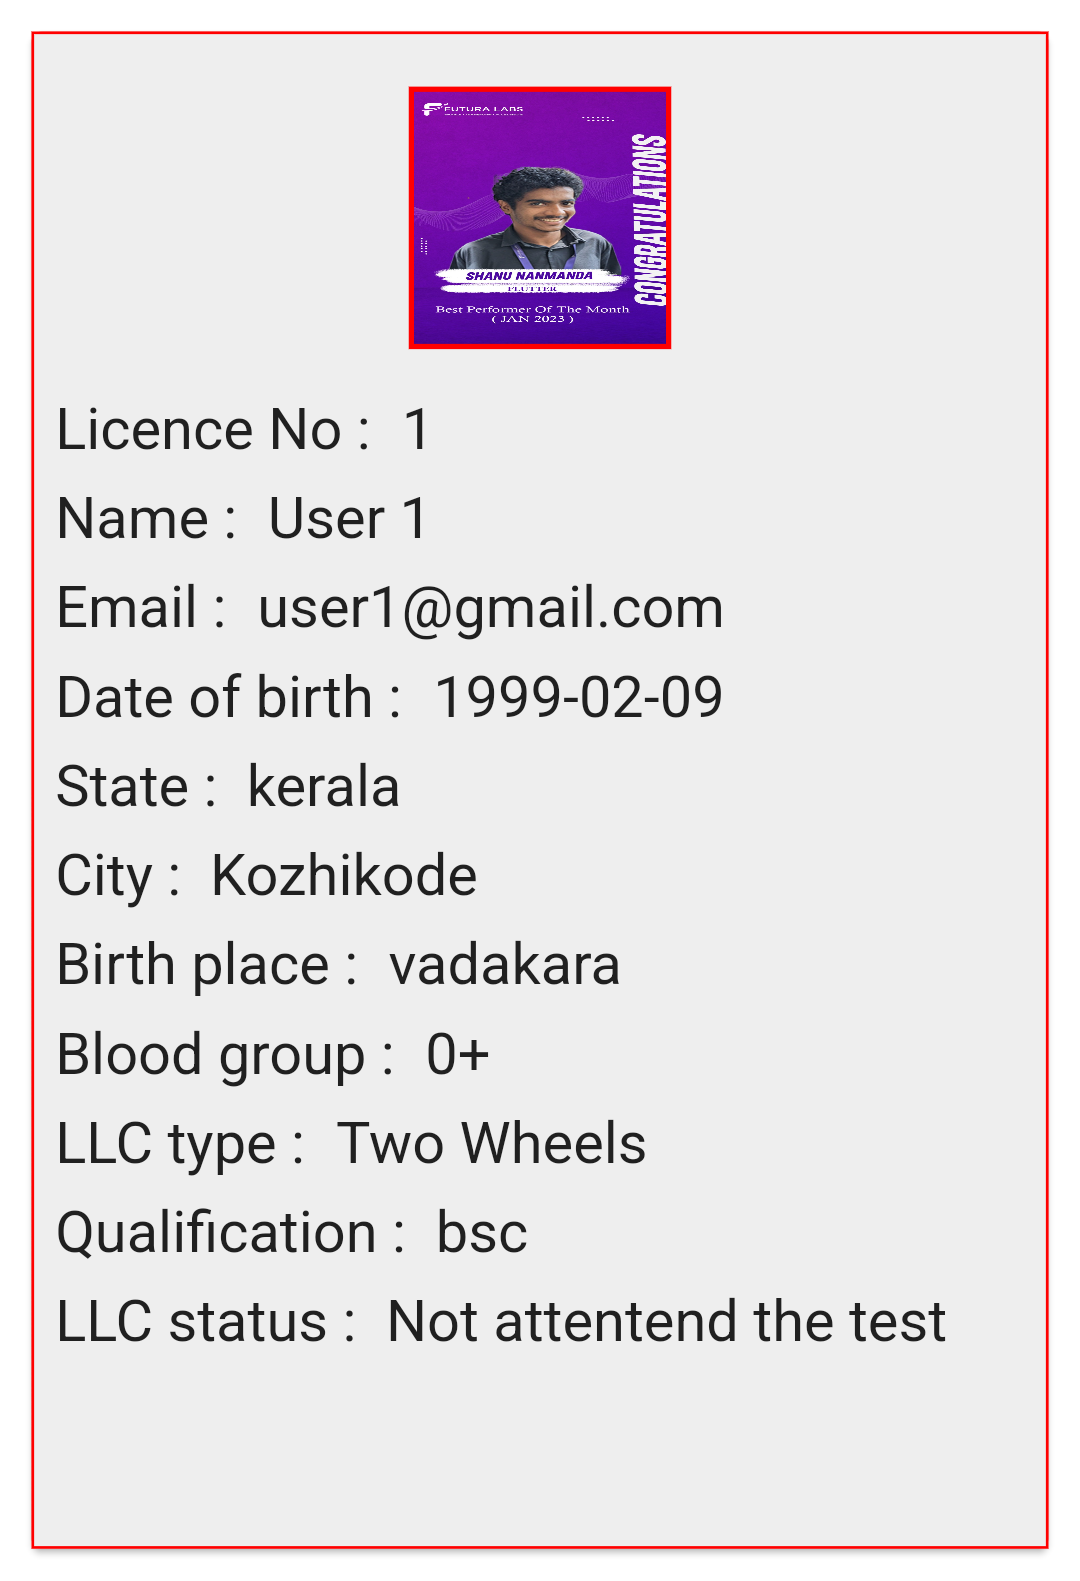 FUTURA LABS
CONGRATULATIONS
SHANU NANMANDA
FLUTTER
Best Performer Of The Month
( JAN 2023 )
Licence No : 1
Name : User 1
Email : user1@gmail.com
Date of birth : 1999-02-09
State : kerala
City : Kozhikode
Birth place : vadakara
Blood group : 0+
LLC type : Two Wheels
Qualification : bsc
LLC status : Not attentend the test